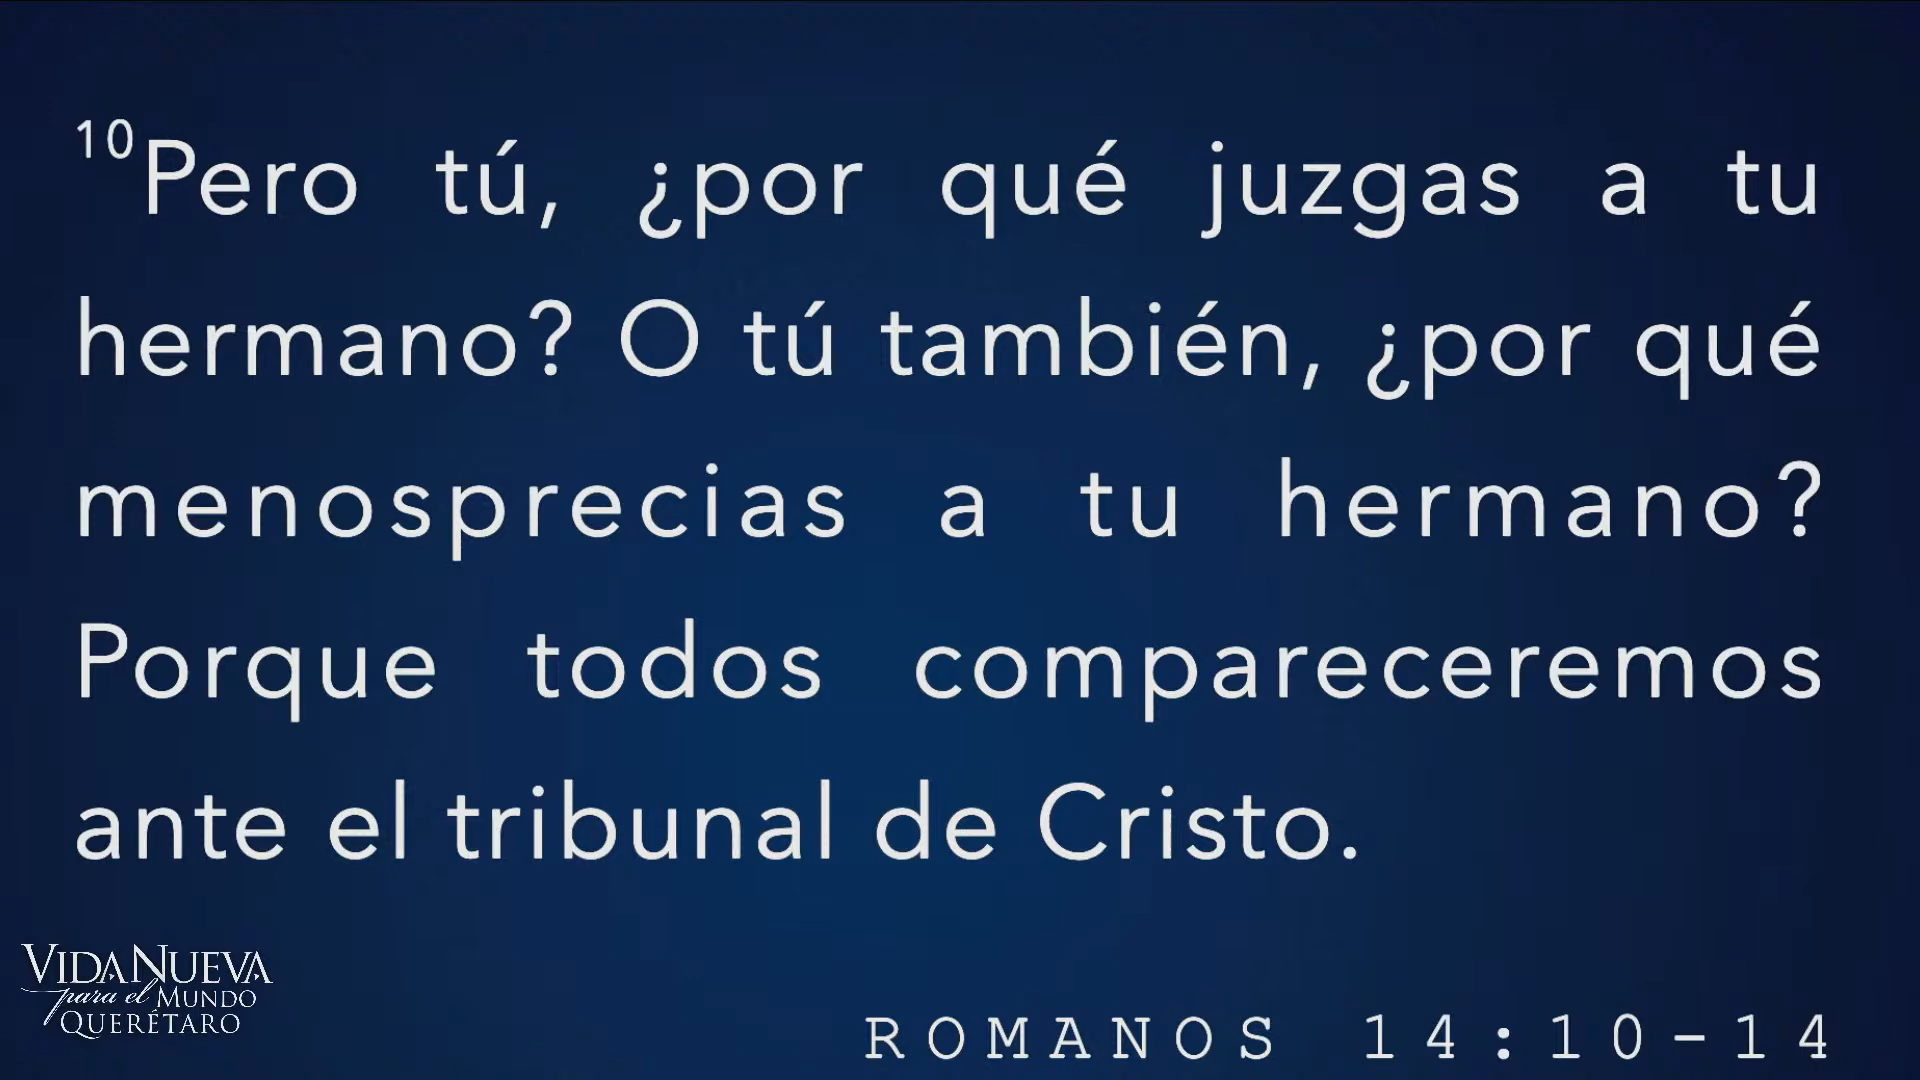 10Pero tú, ¿por qué juzgas a tu
hermano? O tú también, ¿por qué
menosprecias a tu hermano?
Porque todos compareceremos
ante el tribunal de Cristo.
VIDA NUEVA
para el MUNDO
QUERÉTARO
ROMANOS 14:10-14